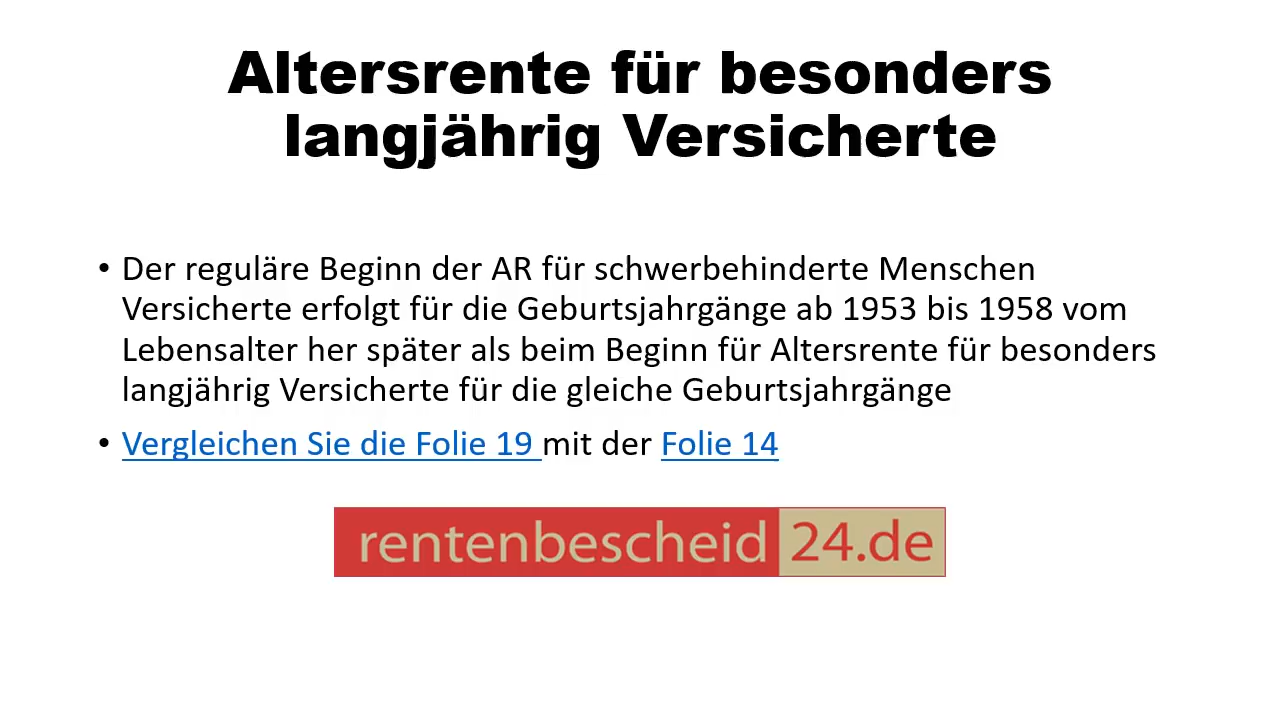 Altersrente für besonders
langjährig Versicherte
• Der reguläre Beginn der AR für schwerbehinderte Menschen
Versicherte erfolgt für die Geburtsjahrgänge ab 1953 bis 1958 vom
Lebensalter her später als beim Beginn für Altersrente für besonders
langjährig Versicherte für die gleiche Geburtsjahrgänge
• Vergleichen Sie die Folie 19 mit der Folie 14
rentenbescheid 24.de